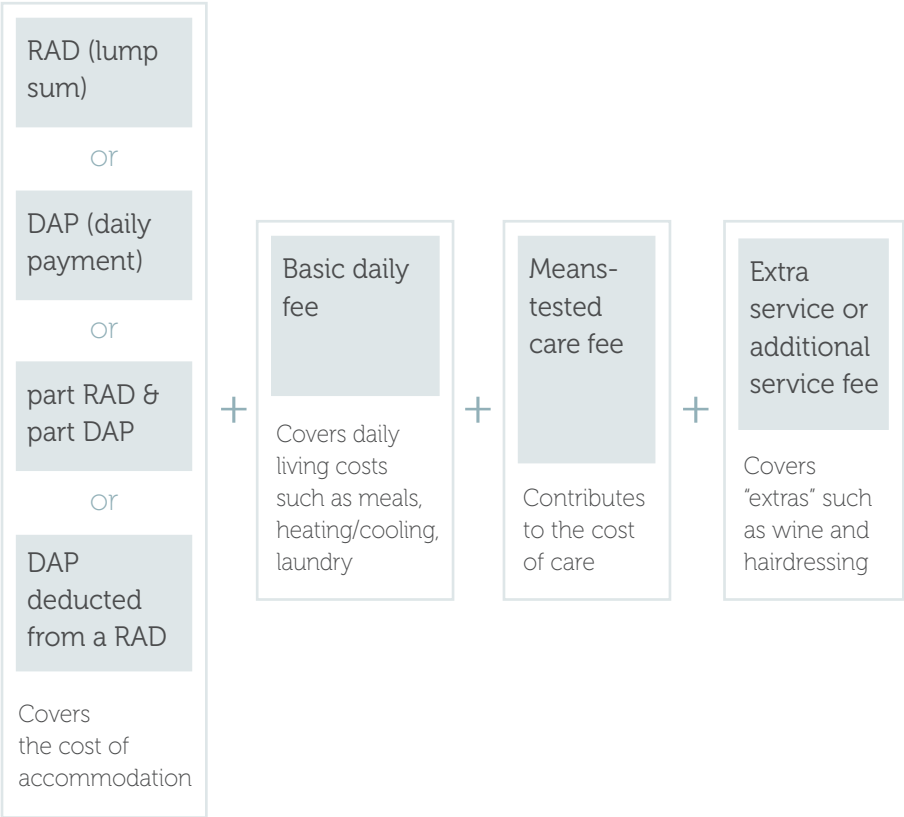 RAD (lump
sum)
or
DAP (daily
payment)
or
part RAD &
part DAP
or
DAP
deducted
from a RAD
Covers
the cost of
accommodation
+
Basic daily
fee
Covers daily
living costs
such as meals,
heating/cooling,
laundry
+
Means-
tested
care fee
Contributes
to the cost
of care
+
Extra
service or
additional
service fee
Covers
“extras” such
as wine and
hairdressing